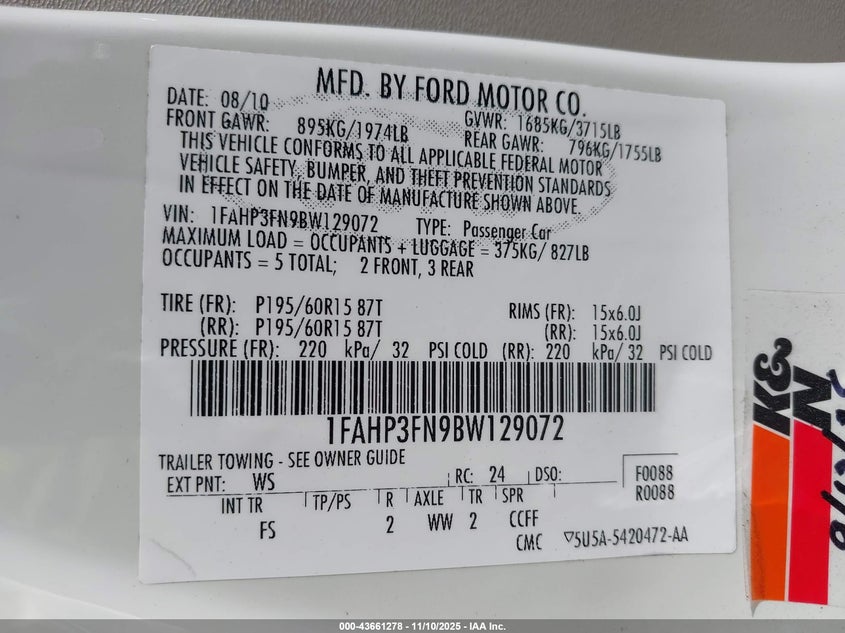 MFD. BY FORD MOTOR CO.
DATE: 08/10 GVWR: 1685KG/3715LB
FRONT GAWR: 895KG/1974LB REAR GAWR: 796KG/1755LB
THIS VEHICLE CONFORMS TO ALL APPLICABLE FEDERAL MOTOR
VEHICLE SAFETY, BUMPER, AND THEFT PREVENTION STANDARDS
IN EFFECT ON THE DATE OF MANUFACTURE SHOWN ABOVE.
VIN: 1FAHP3FN9BW129072 TYPE: Passenger Car
MAXIMUM LOAD = OCCUPANTS + LUGGAGE = 375KG/ 827LB
OCCUPANTS = 5 TOTAL; 2 FRONT, 3 REAR
TIRE (FR): P195/60R15 87T RIMS (FR): 15x6.0J
(RR): P195/60R15 87T (RR): 15x6.0J
PRESSURE (FR): 220 kPa/ 32 PSI COLD (RR): 220 kPa/ 32 PSI COLD
1FAHP3FN9BW129072
TRAILER TOWING - SEE OWNER GUIDE
EXT PNT: WS RC: 24 DSO: F0088
R0088
INT TR TP/PS R AXLE TR SPR
FS 2 WW 2 CCFF
CMC 5U5A-5420472-AA
K&N
000-43661278 - 11/10/2025 - IAA Inc.